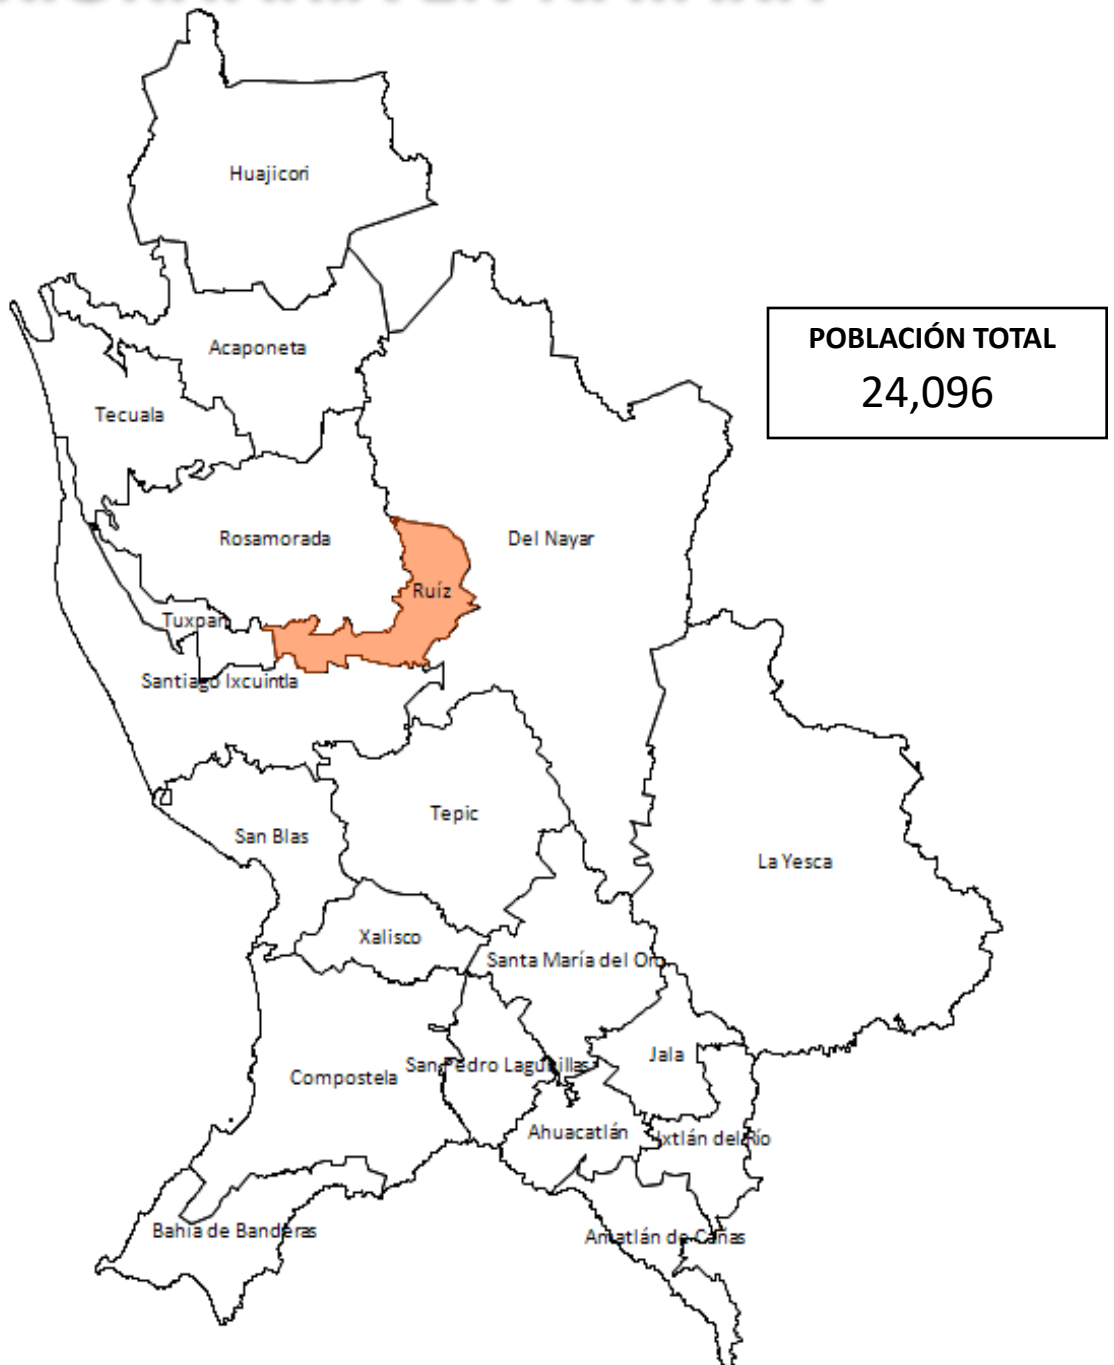 Huajicori
Acaponeta
POBLACIÓN TOTAL
24,096
Tecuala
Rosamorada
Del Nayar
Ruíz
Tuxpan
Santiago Ixcuintla
Tepic
San Blas
La Yesca
Xalisco
Santa María del Oro
Jala
San Pedro Lagunillas
Compostela
Ahuacatlán
Ixtlán del Río
Bahía de Banderas
Amatlán de Cañas